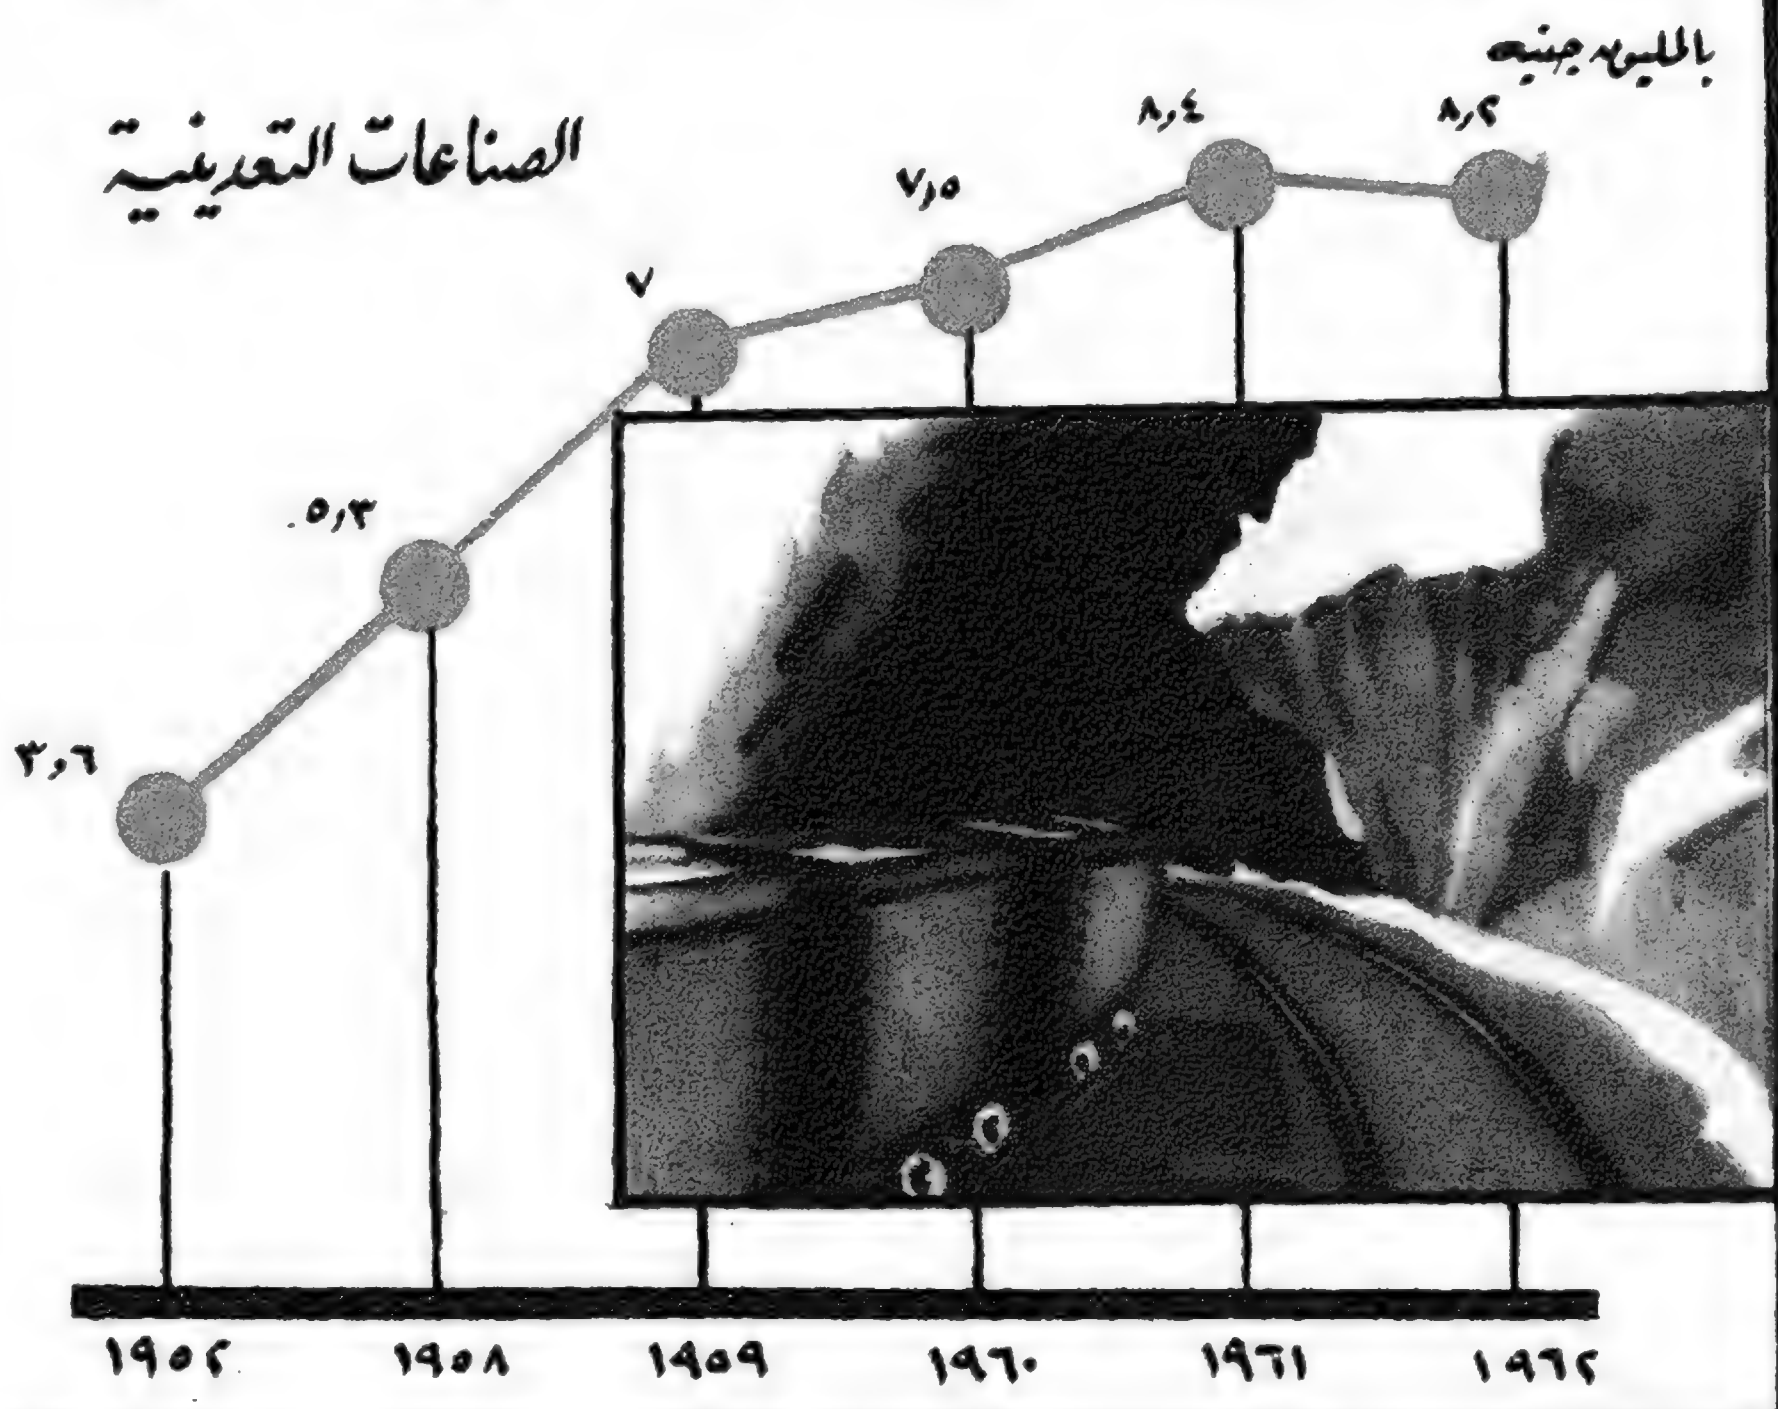 بالمليون جنيه
الصناعات التعدينية
٣,٦
٥,٣
٧
٧,٥
٨,٤
٨,٢
١٩٥٢ ١٩٥٨ ١٩٥٩ ١٩٦٠ ١٩٦١ ١٩٦٢